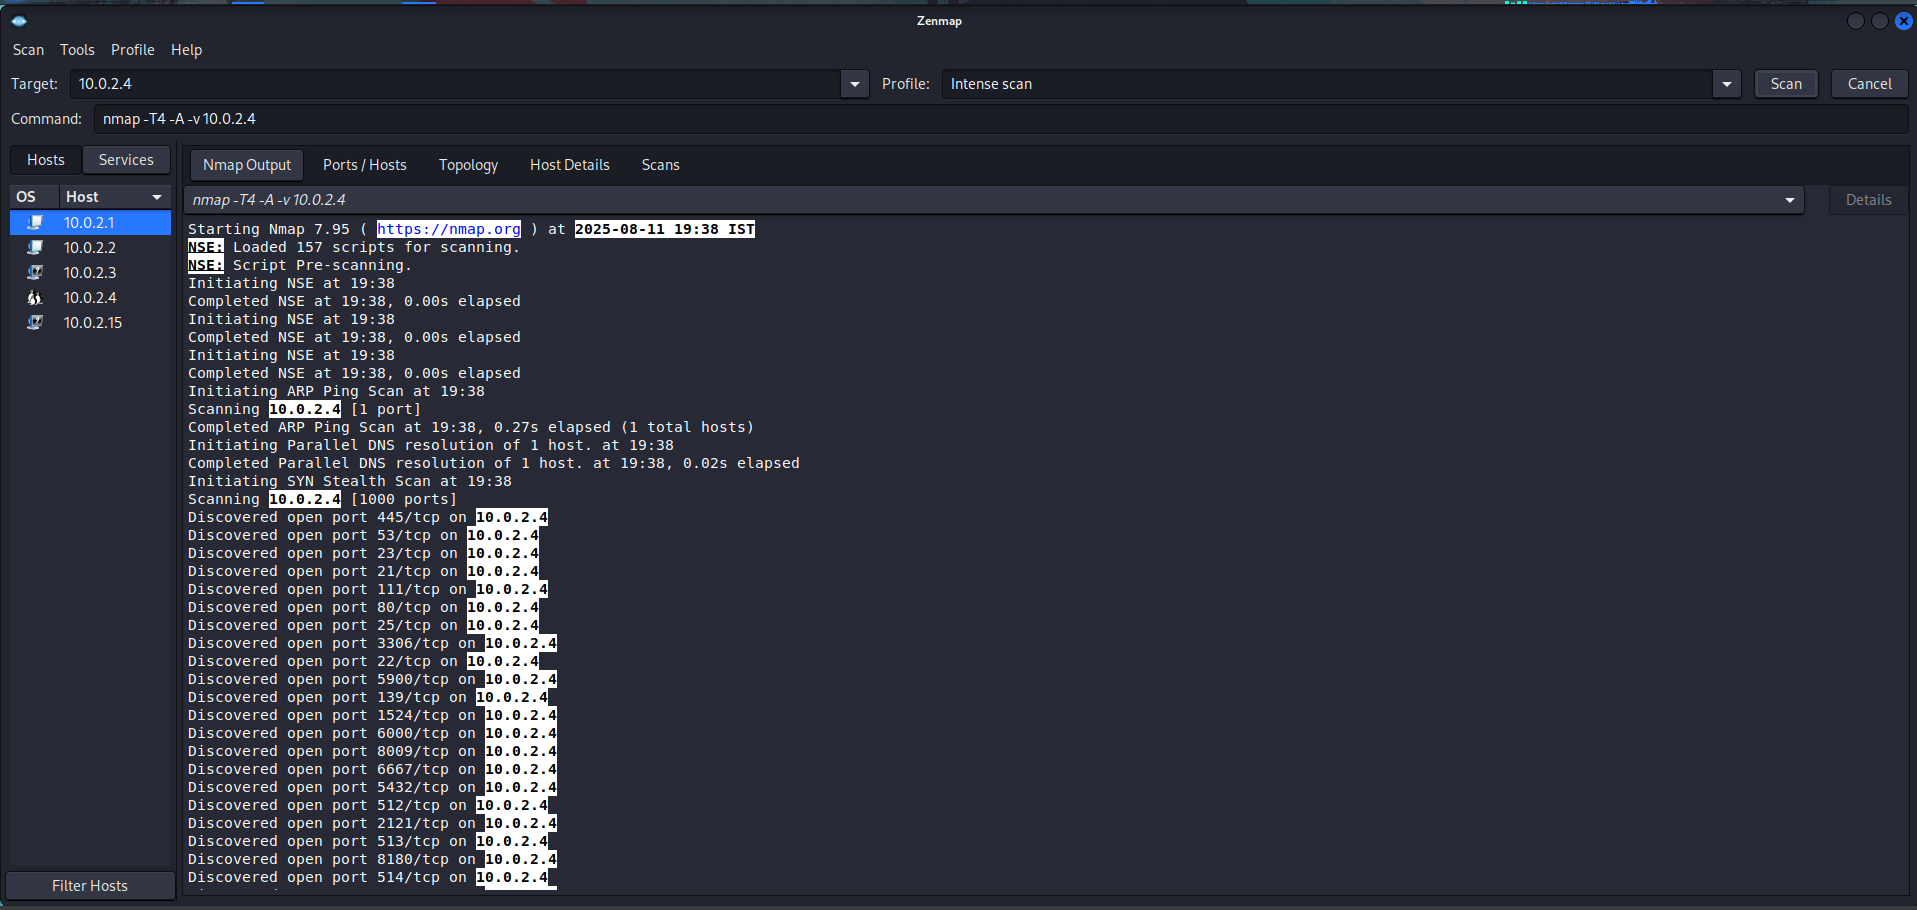 Zenmap
Scan Tools Profile Help
Target: 10.0.2.4 Profile: Intense scan Scan Cancel
Command: nmap -T4 -A -v 10.0.2.4
Hosts Services
Nmap Output Ports / Hosts Topology Host Details Scans
OS Host
nmap -T4 -A -v 10.0.2.4 Details
10.0.2.1
10.0.2.2
10.0.2.3
10.0.2.4
10.0.2.15
Filter Hosts
Starting Nmap 7.95 ( https://nmap.org ) at 2025-08-11 19:38 IST
NSE: Loaded 157 scripts for scanning.
NSE: Script Pre-scanning.
Initiating NSE at 19:38
Completed NSE at 19:38, 0.00s elapsed
Initiating NSE at 19:38
Completed NSE at 19:38, 0.00s elapsed
Initiating NSE at 19:38
Completed NSE at 19:38, 0.00s elapsed
Initiating ARP Ping Scan at 19:38
Scanning 10.0.2.4 [1 port]
Completed ARP Ping Scan at 19:38, 0.27s elapsed (1 total hosts)
Initiating Parallel DNS resolution of 1 host. at 19:38
Completed Parallel DNS resolution of 1 host. at 19:38, 0.02s elapsed
Initiating SYN Stealth Scan at 19:38
Scanning 10.0.2.4 [1000 ports]
Discovered open port 445/tcp on 10.0.2.4
Discovered open port 53/tcp on 10.0.2.4
Discovered open port 23/tcp on 10.0.2.4
Discovered open port 21/tcp on 10.0.2.4
Discovered open port 111/tcp on 10.0.2.4
Discovered open port 80/tcp on 10.0.2.4
Discovered open port 25/tcp on 10.0.2.4
Discovered open port 3306/tcp on 10.0.2.4
Discovered open port 22/tcp on 10.0.2.4
Discovered open port 5900/tcp on 10.0.2.4
Discovered open port 139/tcp on 10.0.2.4
Discovered open port 1524/tcp on 10.0.2.4
Discovered open port 6000/tcp on 10.0.2.4
Discovered open port 8009/tcp on 10.0.2.4
Discovered open port 6667/tcp on 10.0.2.4
Discovered open port 5432/tcp on 10.0.2.4
Discovered open port 512/tcp on 10.0.2.4
Discovered open port 2121/tcp on 10.0.2.4
Discovered open port 513/tcp on 10.0.2.4
Discovered open port 8180/tcp on 10.0.2.4
Discovered open port 514/tcp on 10.0.2.4